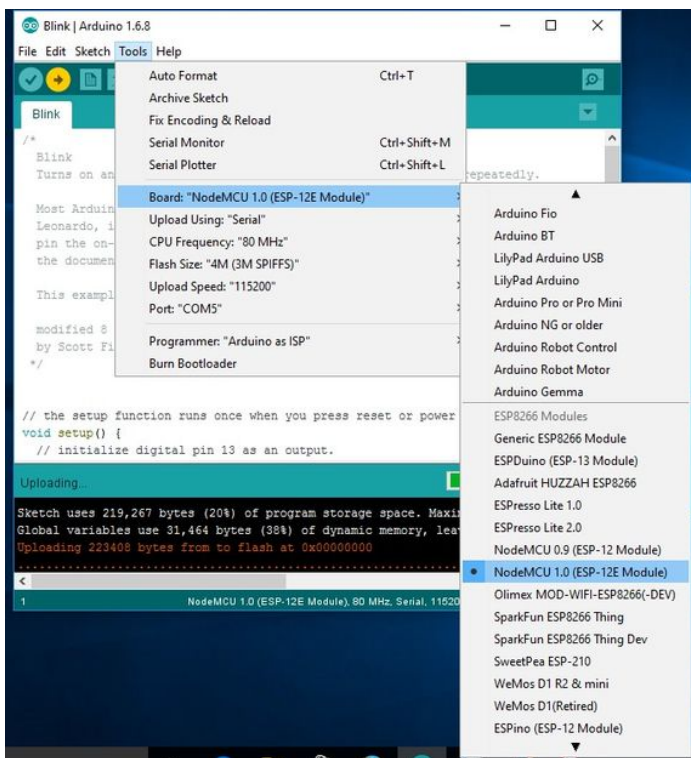 Blink | Arduino 1.6.8
File Edit Sketch Tools Help
Blink
/*
Blink
Turns on an
repeatedly.
Most Arduin
Leonardo, i
pin the on-
the documen
This exampl
modified 8
by Scott Fi
*/
// the setup function runs once when you press reset or power
void setup() {
// initialize digital pin 13 as an output.
Uploading...
Sketch uses 219,267 bytes (20%) of program storage space. Maxi
Global variables use 31,464 bytes (38%) of dynamic memory, lea
Uploading 223408 bytes from to flash at 0x00000000
1
NodeMCU 1.0 (ESP-12E Module), 80 MHz, Serial, 11520
Auto Format Ctrl+T
Archive Sketch
Fix Encoding & Reload
Serial Monitor Ctrl+Shift+M
Serial Plotter Ctrl+Shift+L
Board: "NodeMCU 1.0 (ESP-12E Module)"
Upload Using: "Serial"
CPU Frequency: "80 MHz"
Flash Size: "4M (3M SPIFFS)"
Upload Speed: "115200"
Port: "COM5"
Programmer: "Arduino as ISP"
Burn Bootloader
Arduino Fio
Arduino BT
LilyPad Arduino USB
LilyPad Arduino
Arduino Pro or Pro Mini
Arduino NG or older
Arduino Robot Control
Arduino Robot Motor
Arduino Gemma
ESP8266 Modules
Generic ESP8266 Module
ESPDuino (ESP-13 Module)
Adafruit HUZZAH ESP8266
ESPresso Lite 1.0
ESPresso Lite 2.0
NodeMCU 0.9 (ESP-12 Module)
NodeMCU 1.0 (ESP-12E Module)
Olimex MOD-WIFI-ESP8266(-DEV)
SparkFun ESP8266 Thing
SparkFun ESP8266 Thing Dev
SweetPea ESP-210
WeMos D1 R2 & mini
WeMos D1(Retired)
ESPino (ESP-12 Module)